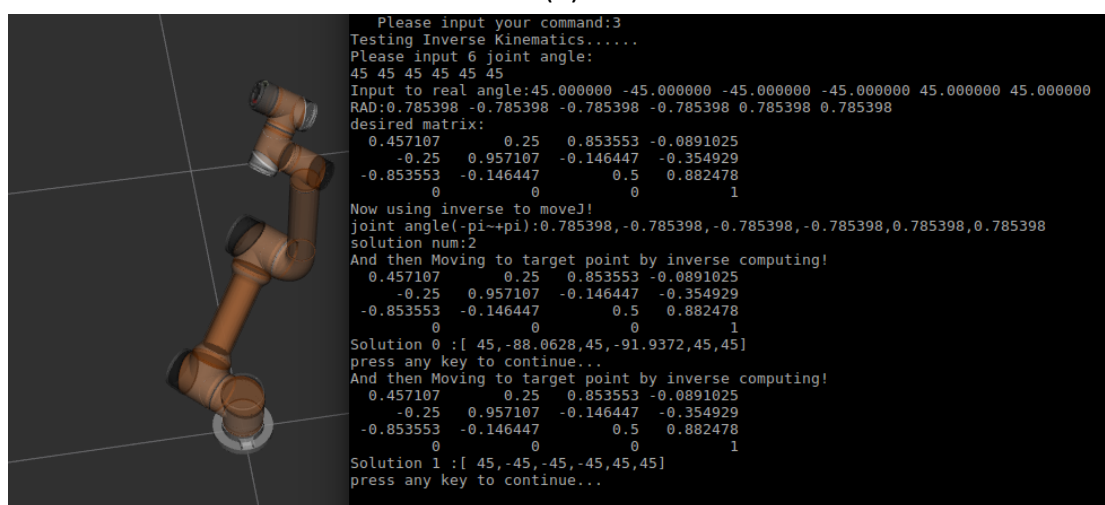 Please input your command:3
Testing Inverse Kinematics......
Please input 6 joint angle:
45 45 45 45 45 45
Input to real angle:45.000000 -45.000000 -45.000000 -45.000000 45.000000 45.000000
RAD:0.785398 -0.785398 -0.785398 -0.785398 0.785398 0.785398
desired matrix:
0.457107 0.25 0.853553 -0.0891025
-0.25 0.957107 -0.146447 -0.354929
-0.853553 -0.146447 0.5 0.882478
0 0 0 1
Now using inverse to moveJ!
joint angle(-pi~+pi):0.785398,-0.785398,-0.785398,-0.785398,0.785398,0.785398
solution num:2
And then Moving to target point by inverse computing!
0.457107 0.25 0.853553 -0.0891025
-0.25 0.957107 -0.146447 -0.354929
-0.853553 -0.146447 0.5 0.882478
0 0 0 1
Solution 0 :[ 45,-88.0628,45,-91.9372,45,45]
press any key to continue...
And then Moving to target point by inverse computing!
0.457107 0.25 0.853553 -0.0891025
-0.25 0.957107 -0.146447 -0.354929
-0.853553 -0.146447 0.5 0.882478
0 0 0 1
Solution 1 :[ 45,-45,-45,-45,45,45]
press any key to continue...